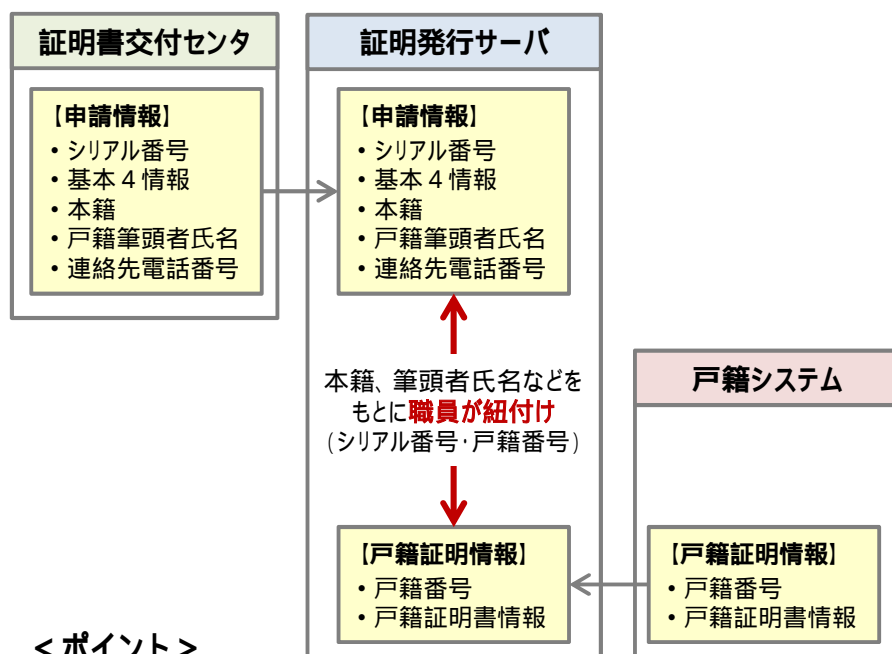 証明書交付センタ
【申請情報】
・シリアル番号
・基本４情報
・本籍
・戸籍筆頭者氏名
・連絡先電話番号
証明発行サーバ
【申請情報】
・シリアル番号
・基本４情報
・本籍
・戸籍筆頭者氏名
・連絡先電話番号
本籍、筆頭者氏名などを
もとに職員が紐付け
(シリアル番号・戸籍番号)
【戸籍証明情報】
・戸籍番号
・戸籍証明書情報
戸籍システム
【戸籍証明情報】
・戸籍番号
・戸籍証明書情報
＜ポイント＞